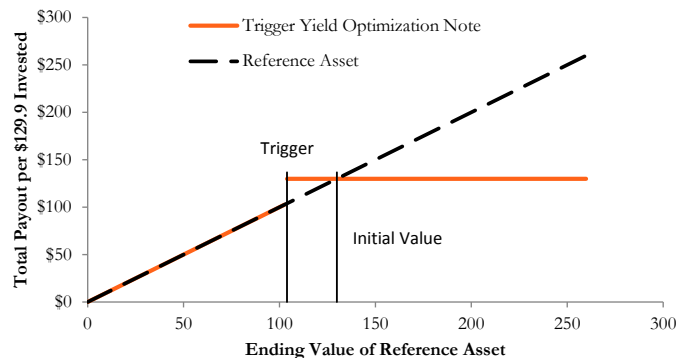 Total Payout per $129.9 Invested
$300
$250
$200
$150
$100
$50
$0
Trigger Yield Optimization Note
Reference Asset
Trigger
Initial Value
0
50
100
150
200
250
300
Ending Value of Reference Asset